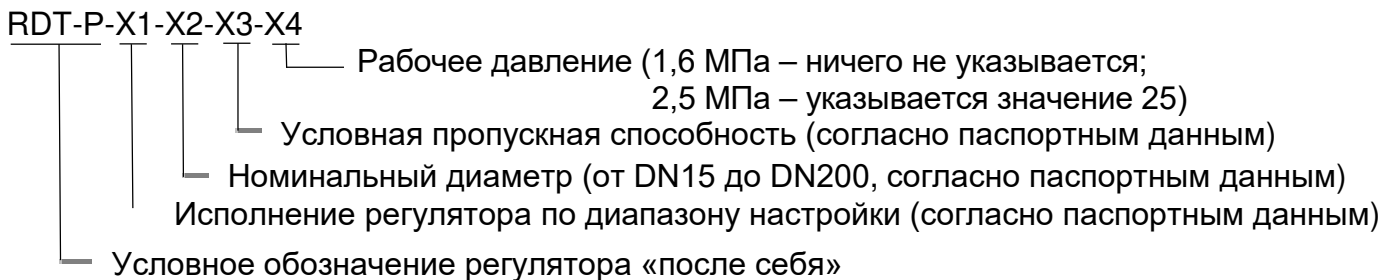 RDT-P-X1-X2-X3-X4
Рабочее давление (1,6 МПа – ничего не указывается;
2,5 МПа – указывается значение 25)
Условная пропускная способность (согласно паспортным данным)
Номинальный диаметр (от DN15 до DN200, согласно паспортным данным)
Исполнение регулятора по диапазону настройки (согласно паспортным данным)
Условное обозначение регулятора «после себя»